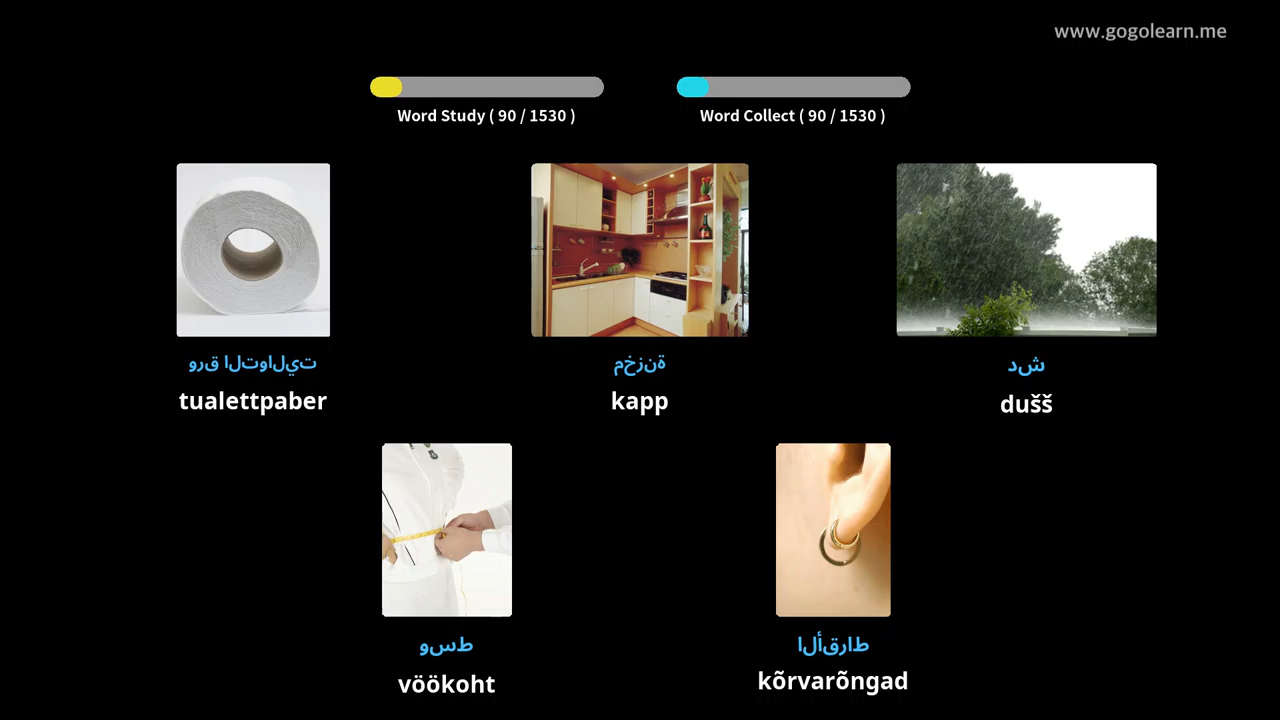 www.gogolearn.me
Word Study ( 90 / 1530 )
Word Collect ( 90 / 1530 )
ورق التواليت
tualettpaber
مخزنة
kapp
دش
dušš
وسط
vöökoht
الأقراط
kõrvarõngad